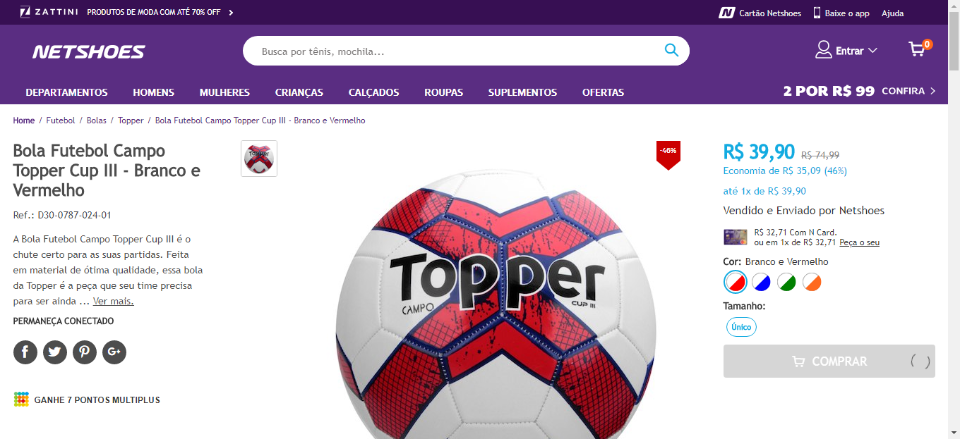 ZATTINI PRODUTOS DE MODA COM ATÉ 70% OFF
Cartão Netshoes Baixe o app Ajuda
NETSHOES
Busca por tênis, mochila...
Entrar
0
DEPARTAMENTOS HOMENS MULHERES CRIANÇAS CALÇADOS ROUPAS SUPLEMENTOS OFERTAS
2 POR R$ 99 CONFIRA
Home / Futebol / Bolas / Topper / Bola Futebol Campo Topper Cup III - Branco e Vermelho
Bola Futebol Campo
Topper Cup III - Branco e
Vermelho
Ref.: D30-0787-024-01
A Bola Futebol Campo Topper Cup III é o
chute certo para as suas partidas. Feita
em material de ótima qualidade, essa bola
da Topper é a peça que seu time precisa
para ser ainda ... Ver mais.
PERMANEÇA CONECTADO
GANHE 7 PONTOS MULTIPLUS
Topper
CAMPO
CUP III
-46%
R$ 39,90 R$ 74,99
Economia de R$ 35,09 (46%)
até 1x de R$ 39,90
Vendido e Enviado por Netshoes
R$ 32,71 Com N Card.
ou em 1x de R$ 32,71 Peça o seu
Cor: Branco e Vermelho
Tamanho:
Único
COMPRAR